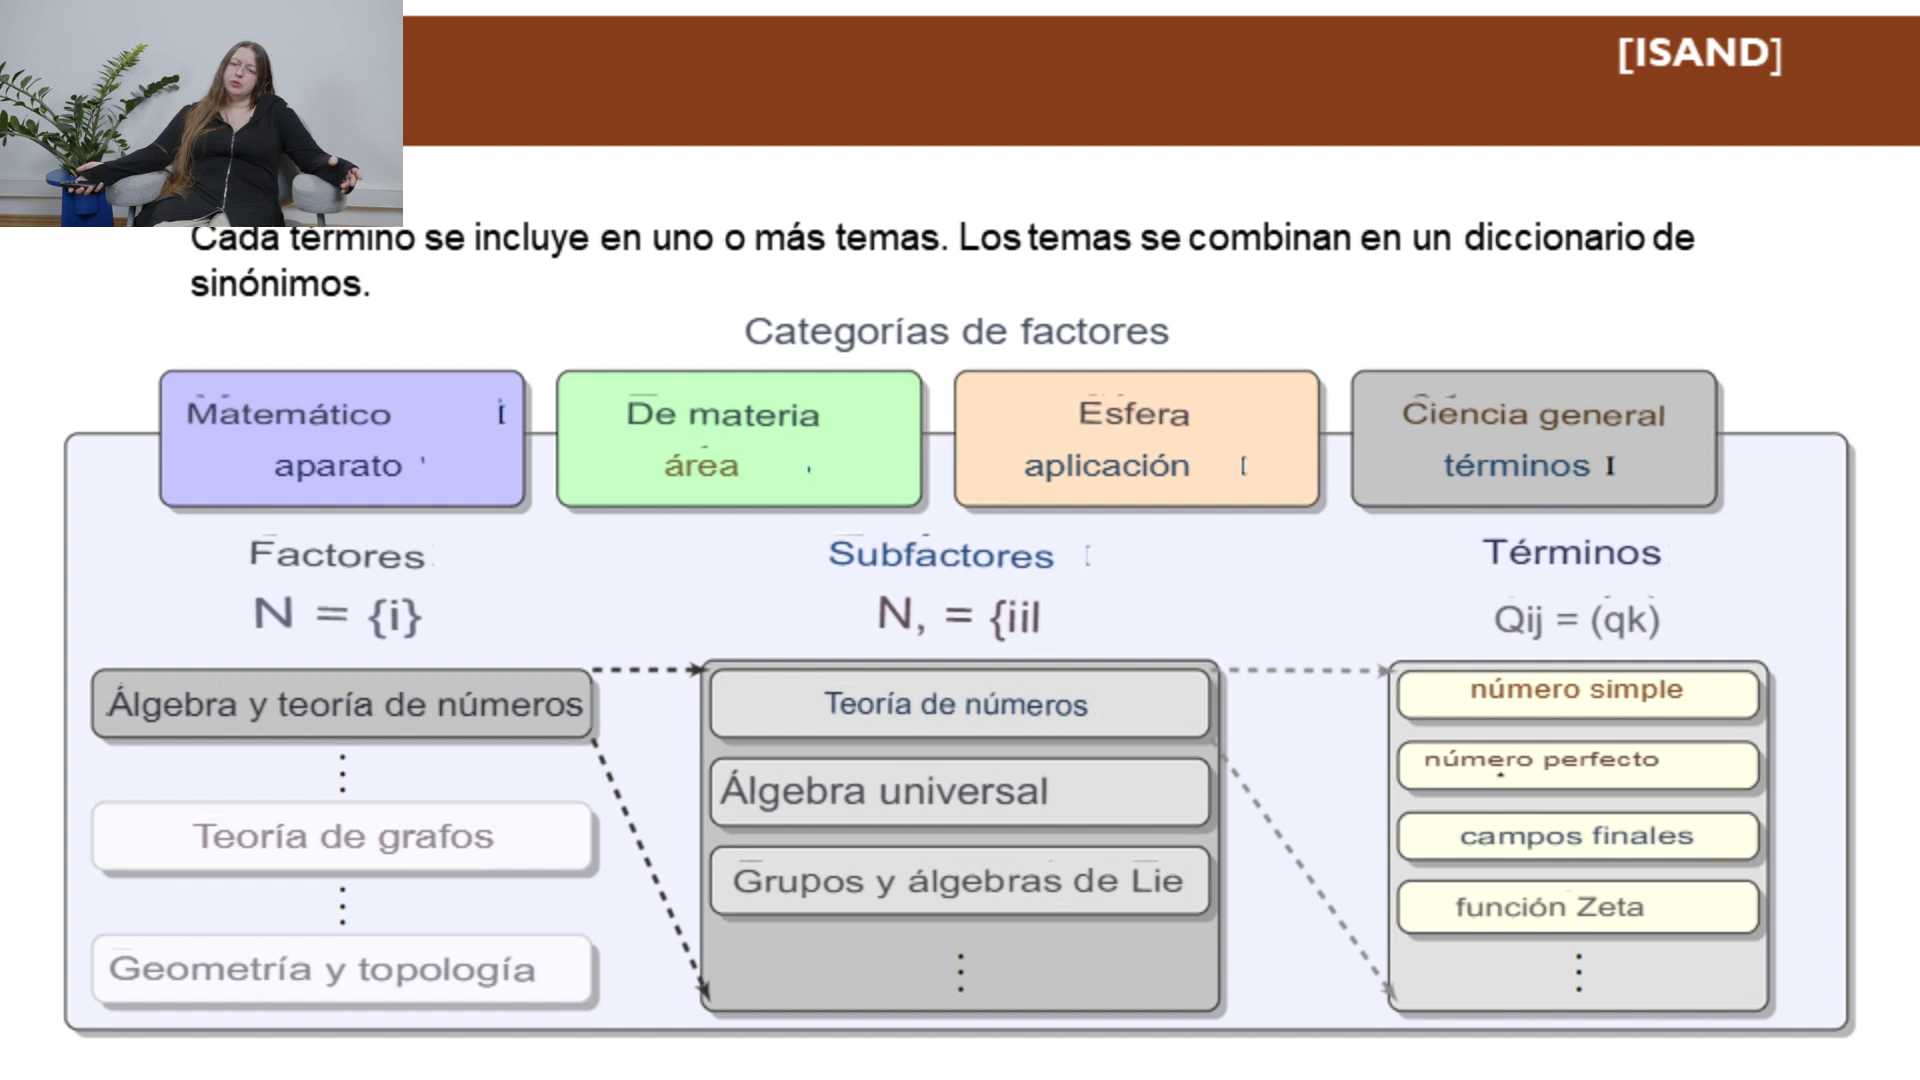 [ISAND]
Cada término se incluye en uno o más temas. Los temas se combinan en un diccionario de
sinónimos.
Categorías de factores
Matemático
aparato
De materia
área
Esfera
aplicación
Ciencia general
términos
Factores
N = {i}
Álgebra y teoría de números
Teoría de grafos
Geometría y topología
Subfactores
N, = {iil
Teoría de números
Álgebra universal
Grupos y álgebras de Lie
Términos
Qij = (qk)
número simple
número perfecto
campos finales
función Zeta